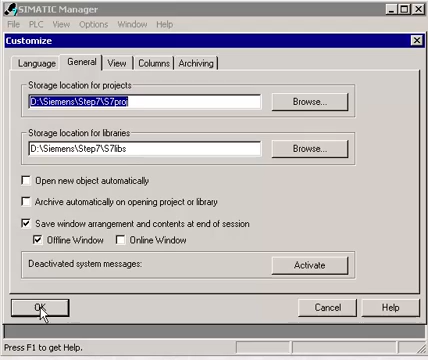 SIMATIC Manager
File PLC View Options Window Help
Customize
Language General View Columns Archiving
Storage location for projects
D:\Siemens\Step7\S7proj Browse...
Storage location for libraries
D:\Siemens\Step7\S7libs Browse...
Open new object automatically
Archive automatically on opening project or library
Save window arrangement and contents at end of session
Offline Window Online Window
Deactivated system messages: Activate
OK Cancel Help
Press F1 to get Help.